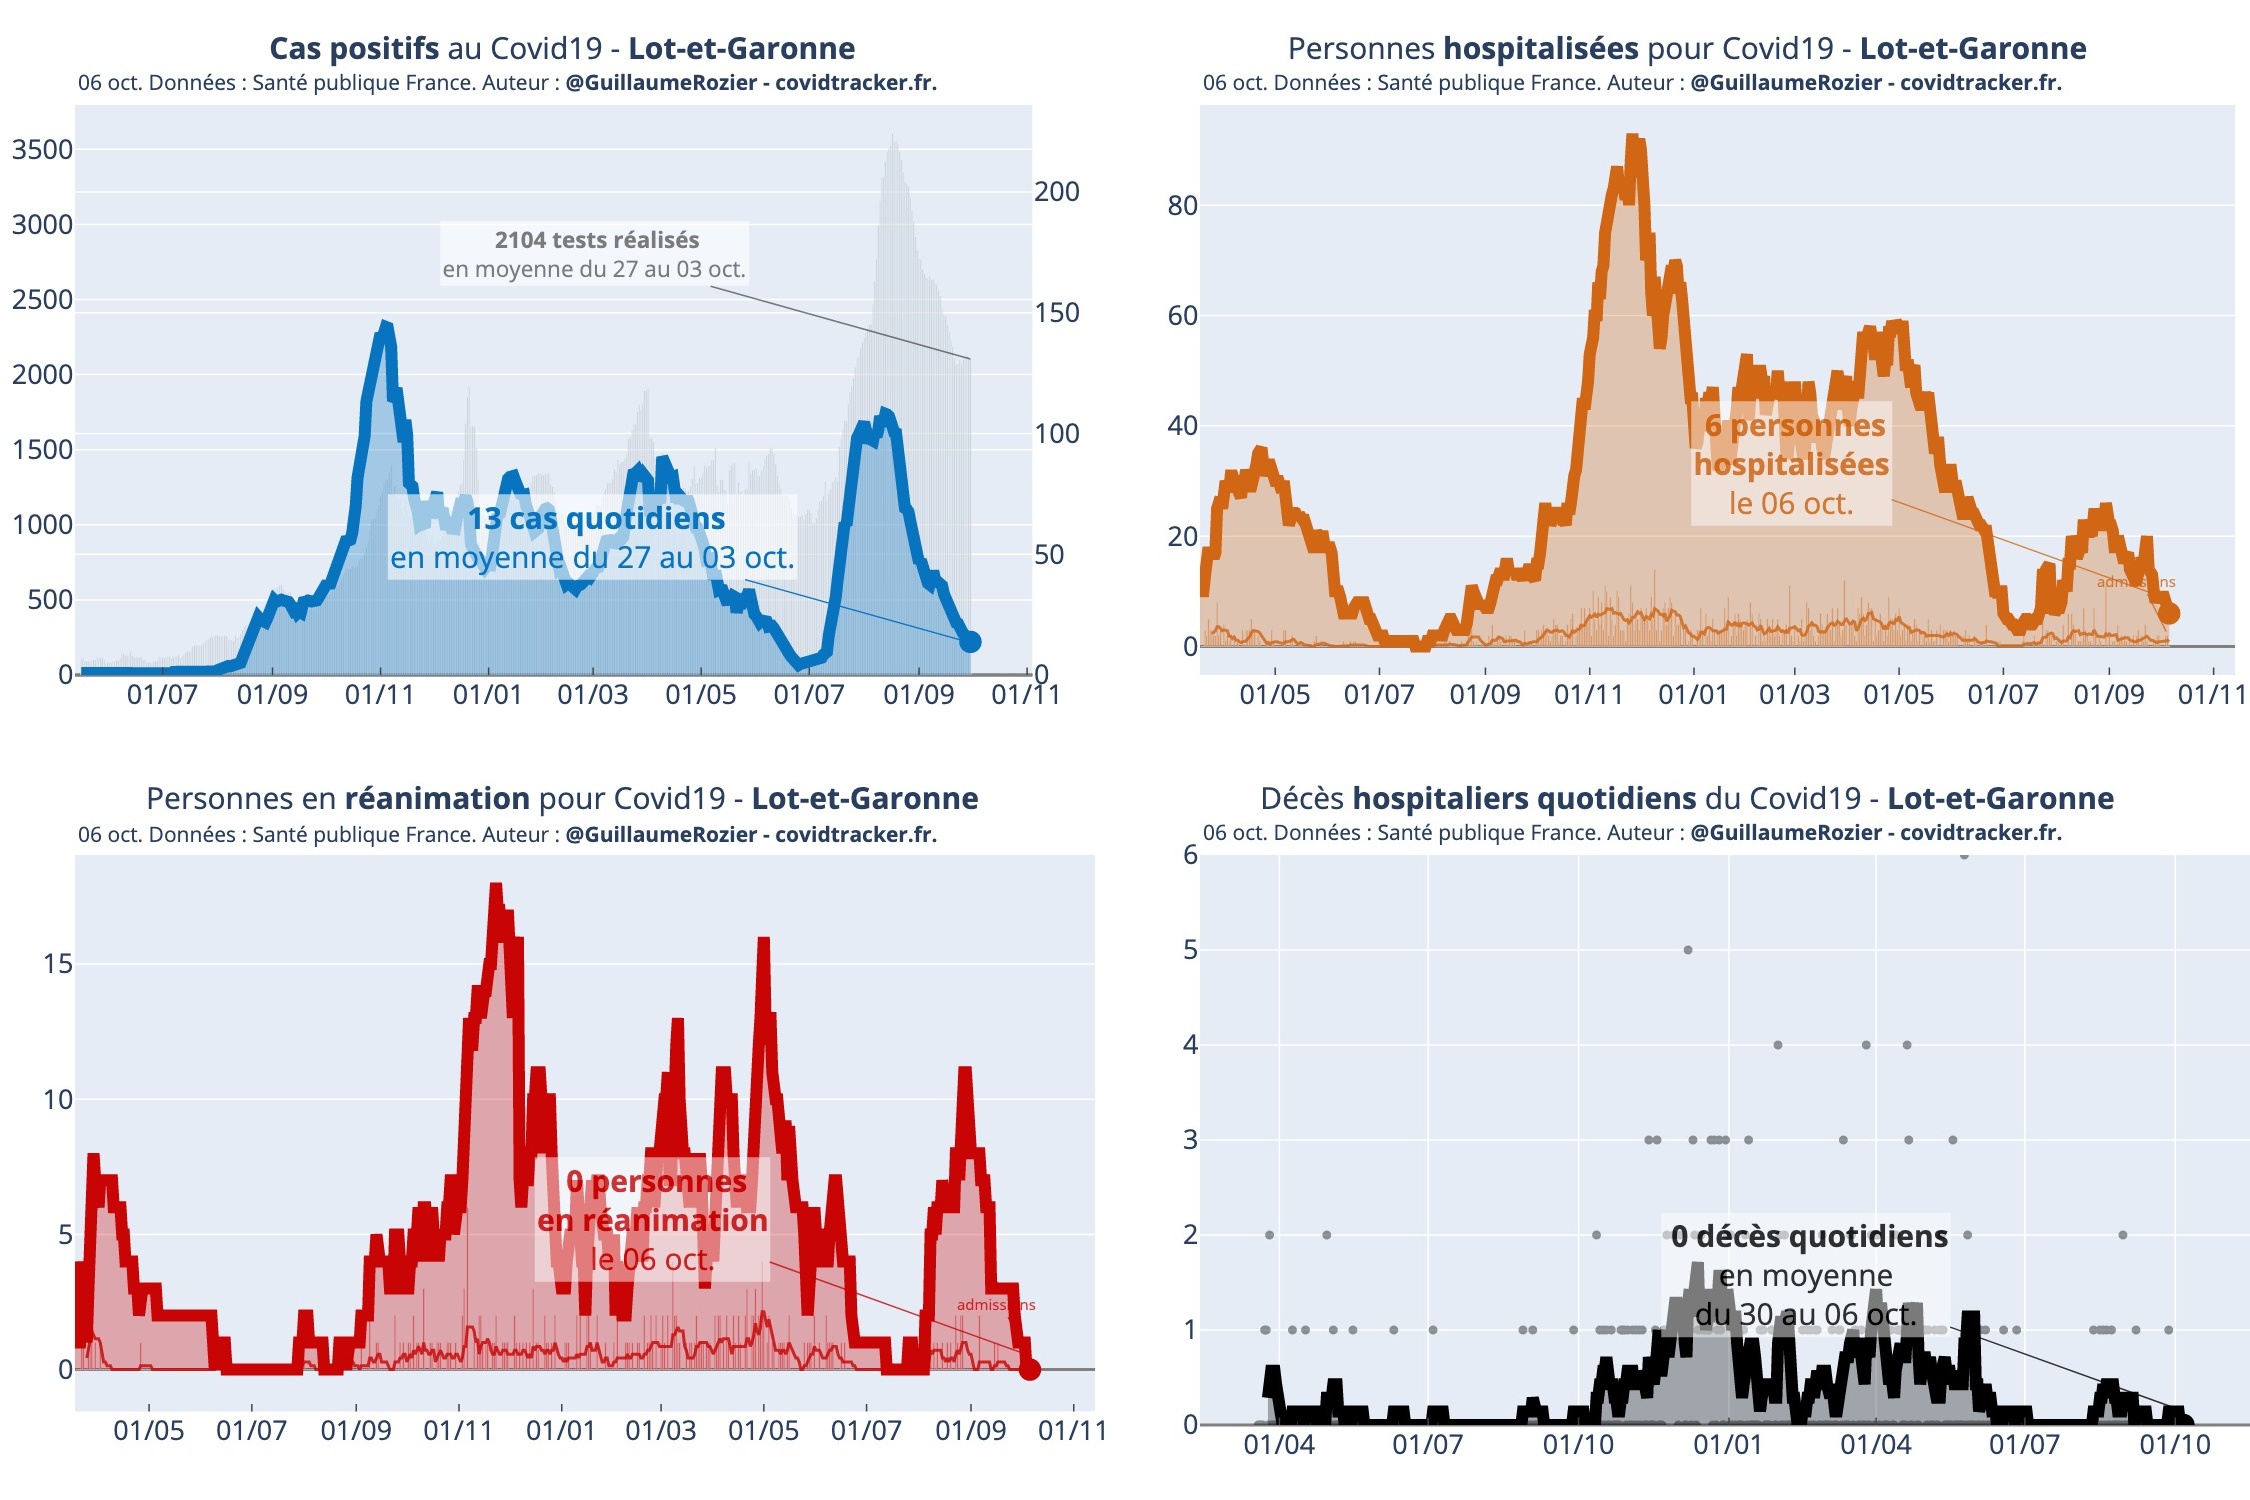 Cas positifs au Covid19 - Lot-et-Garonne
06 oct. Données : Santé publique France. Auteur : @GuillaumeRozier - covidtracker.fr.
3500
3000
2500
2000
1500
1000
500
0
200
150
100
50
0
2104 tests réalisés
en moyenne du 27 au 03 oct.
13 cas quotidiens
en moyenne du 27 au 03 oct.
01/07 01/09 01/11 01/01 01/03 01/05 01/07 01/09 01/11
Personnes hospitalisées pour Covid19 - Lot-et-Garonne
06 oct. Données : Santé publique France. Auteur : @GuillaumeRozier - covidtracker.fr.
80
60
40
20
0
6 personnes
hospitalisées
le 06 oct.
admissions
01/05 01/07 01/09 01/11 01/01 01/03 01/05 01/07 01/09 01/11
Personnes en réanimation pour Covid19 - Lot-et-Garonne
06 oct. Données : Santé publique France. Auteur : @GuillaumeRozier - covidtracker.fr.
15
10
5
0
0 personnes
en réanimation
le 06 oct.
admissions
01/05 01/07 01/09 01/11 01/01 01/03 01/05 01/07 01/09 01/11
Décès hospitaliers quotidiens du Covid19 - Lot-et-Garonne
06 oct. Données : Santé publique France. Auteur : @GuillaumeRozier - covidtracker.fr.
6
5
4
3
2
1
0
0 décès quotidiens
en moyenne
du 30 au 06 oct.
01/04 01/07 01/10 01/01 01/04 01/07 01/10